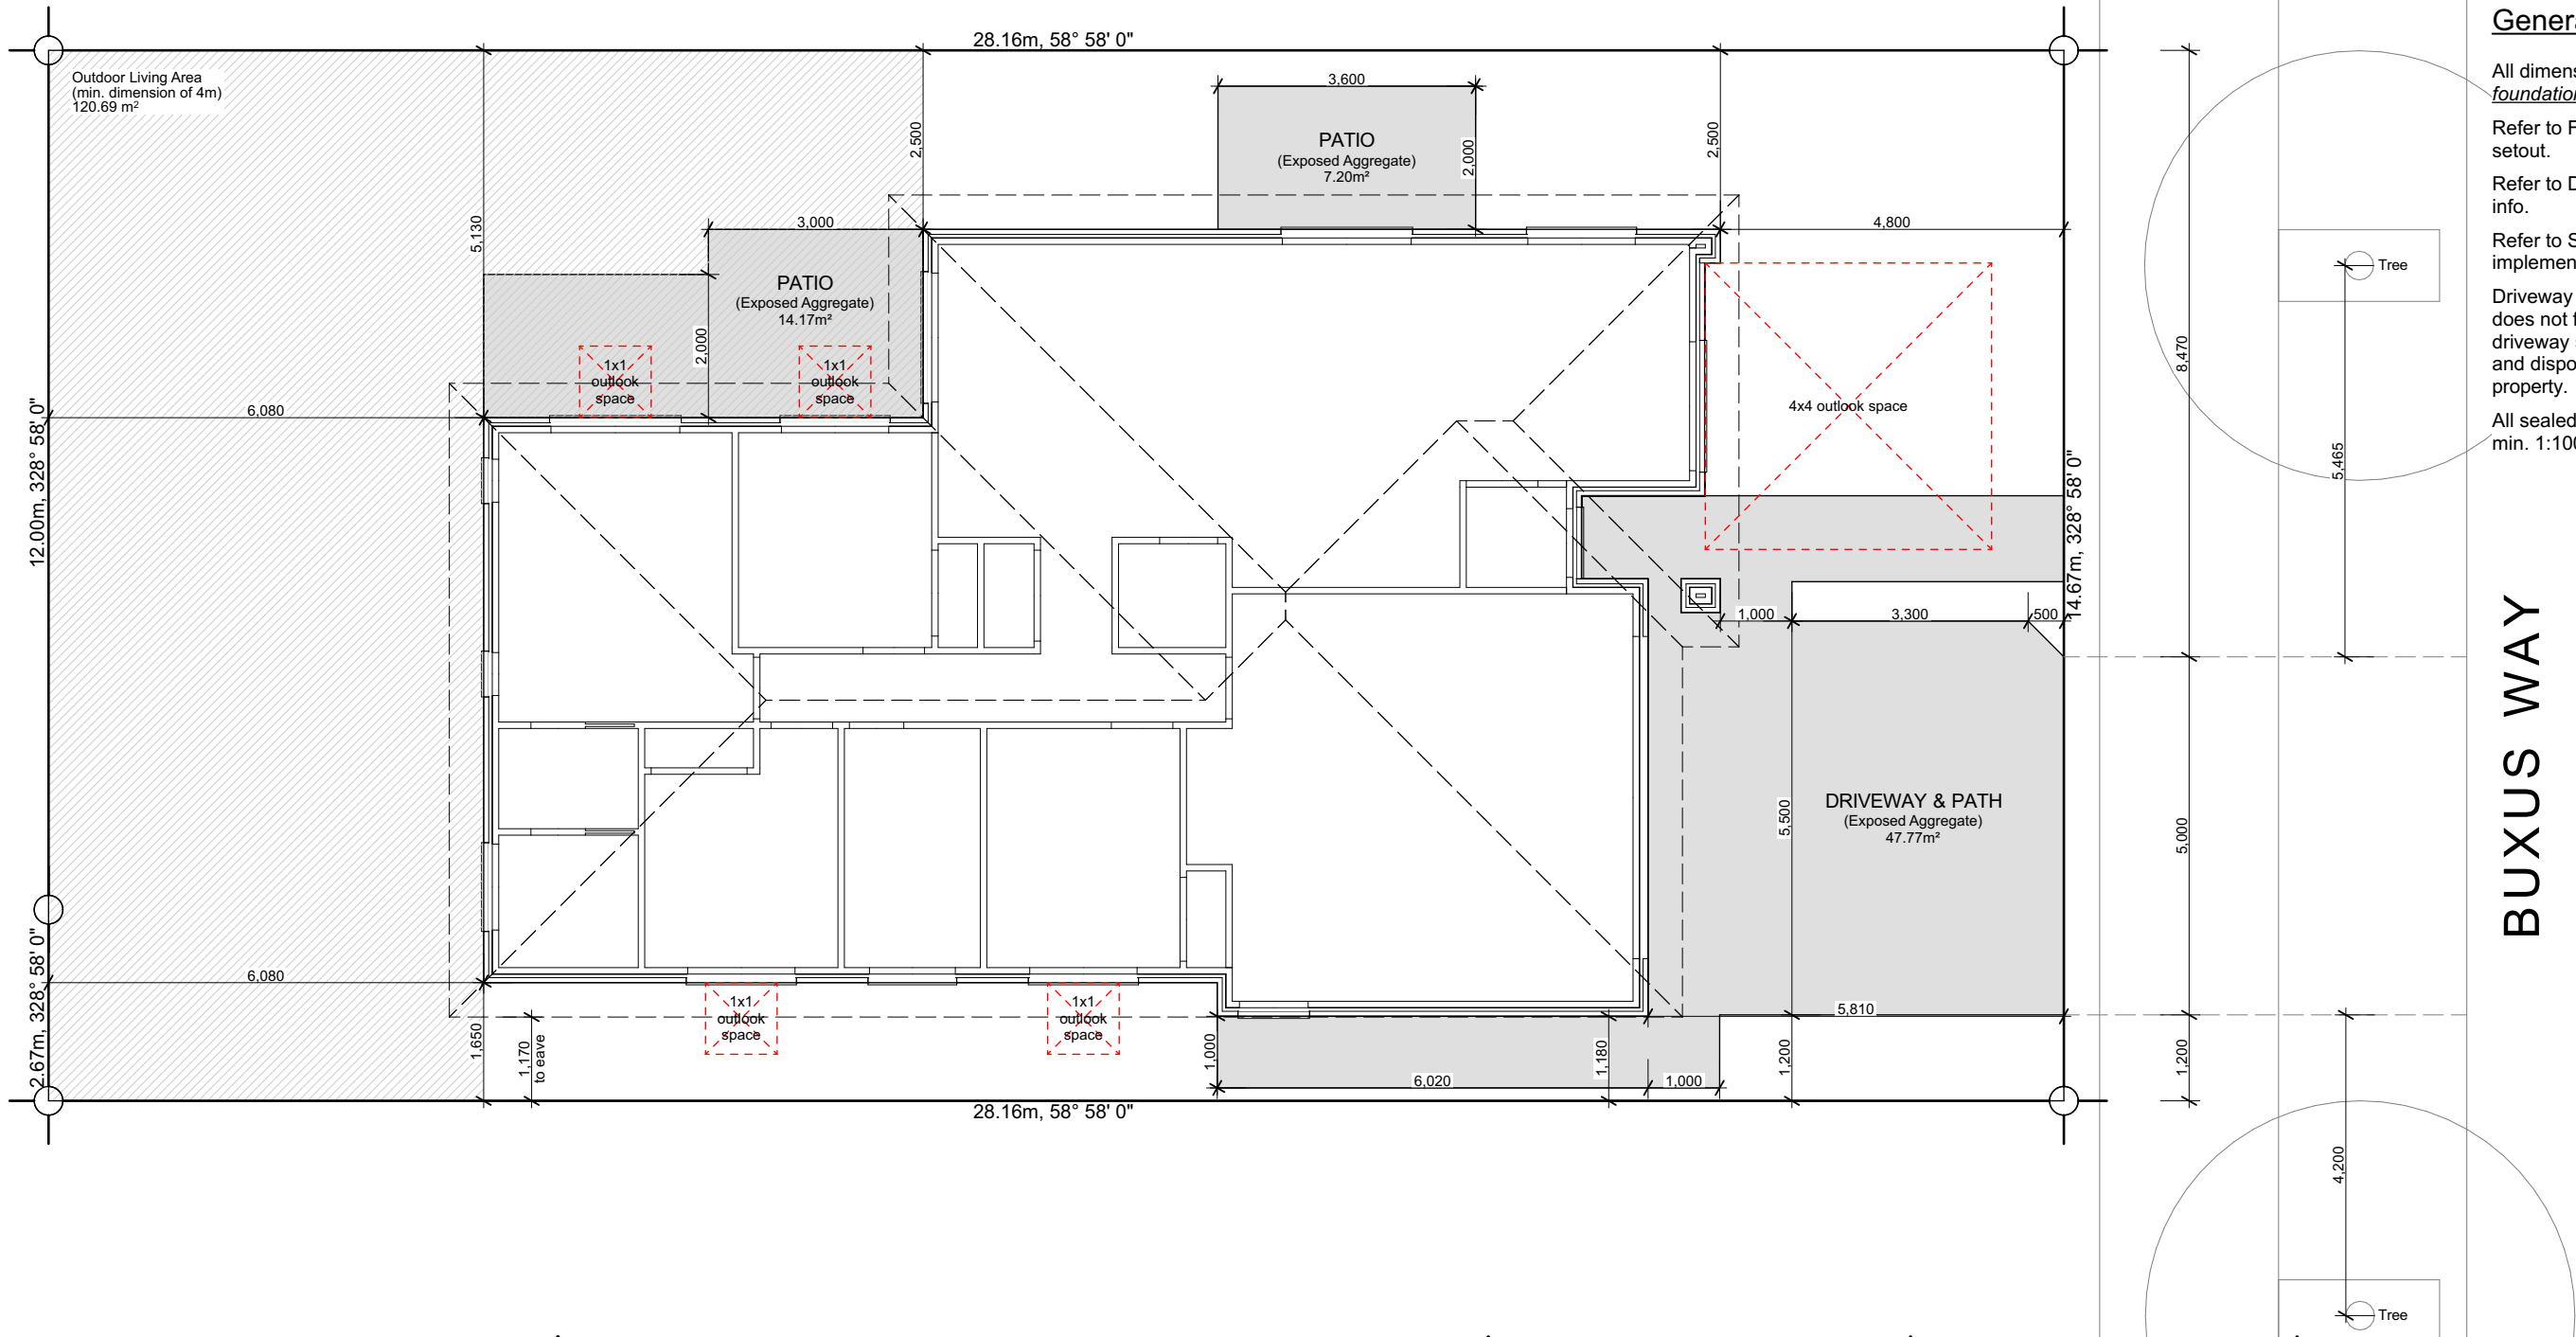 28.16m, 58° 58' 0"
Outdoor Living Area
(min. dimension of 4m)
120.69 m²
3,600
PATIO
(Exposed Aggregate)
7.20m²
2,000
2,500
2,500
5,130
3,000
4,800
PATIO
(Exposed Aggregate)
14.17m²
2,000
1x1
outlook
space
1x1
outlook
space
6,080
4x4 outlook space
12.00m, 328° 58' 0"
14.67m, 328° 58' 0"
1,000
3,300
500
DRIVEWAY & PATH
(Exposed Aggregate)
47.77m²
5,500
5,810
6,080
2.67m, 328° 58' 0"
1,650
1,170
to eave
1x1
outlook
space
1x1
outlook
space
1,000
6,020
1,180
1,000
1,200
28.16m, 58° 58' 0"
8,470
5,465
5,000
1,200
4,200
Tree
Tree
BUXUS WAY
Genera
All dimens
foundation
Refer to F
setout.
Refer to D
info.
Refer to S
implemen
Driveway
does not f
driveway
and dispo
property.
All sealed
min. 1:100